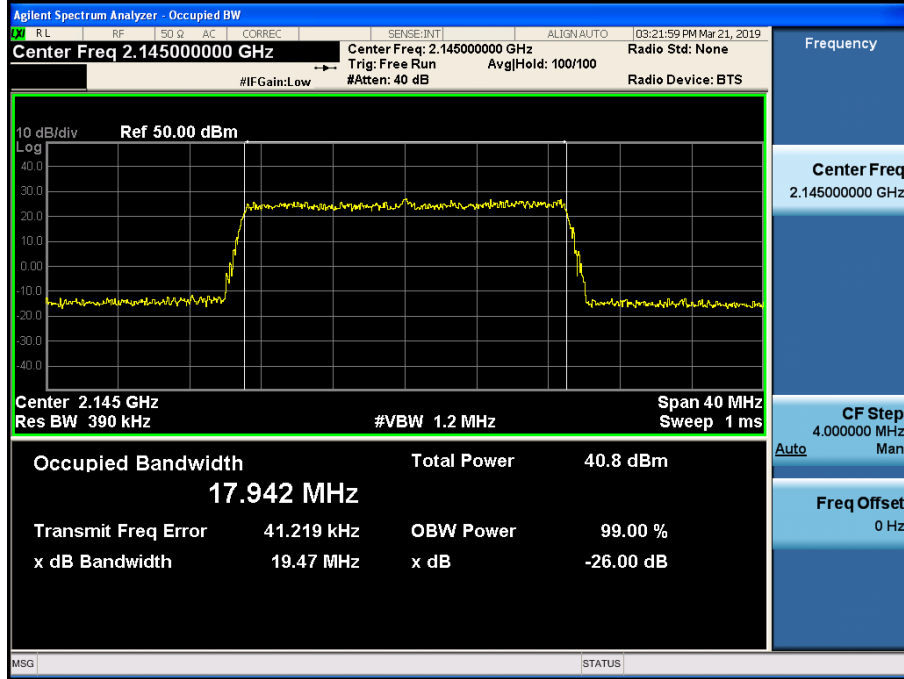 Agilent Spectrum Analyzer - Occupied BW
LXI RL RF 50 Ω AC CORREC SENSE:INT ALIGN AUTO 03:21:59 PM Mar 21, 2019
Center Freq 2.145000000 GHz
Center Freq: 2.145000000 GHz Radio Std: None
Trig: Free Run Avg|Hold: 100/100
#IFGain:Low #Atten: 40 dB Radio Device: BTS
10 dB/div Ref 50.00 dBm
Log
40.0
30.0
20.0
10.0
0.00
-10.0
-20.0
-30.0
-40.0
Center 2.145 GHz Span 40 MHz
Res BW 390 kHz #VBW 1.2 MHz Sweep 1 ms
Occupied Bandwidth Total Power 40.8 dBm
17.942 MHz
Transmit Freq Error 41.219 kHz OBW Power 99.00 %
x dB Bandwidth 19.47 MHz x dB -26.00 dB
MSG STATUS
Frequency
Center Freq
2.145000000 GHz
CF Step
4.000000 MHz
Auto Man
Freq Offset
0 Hz